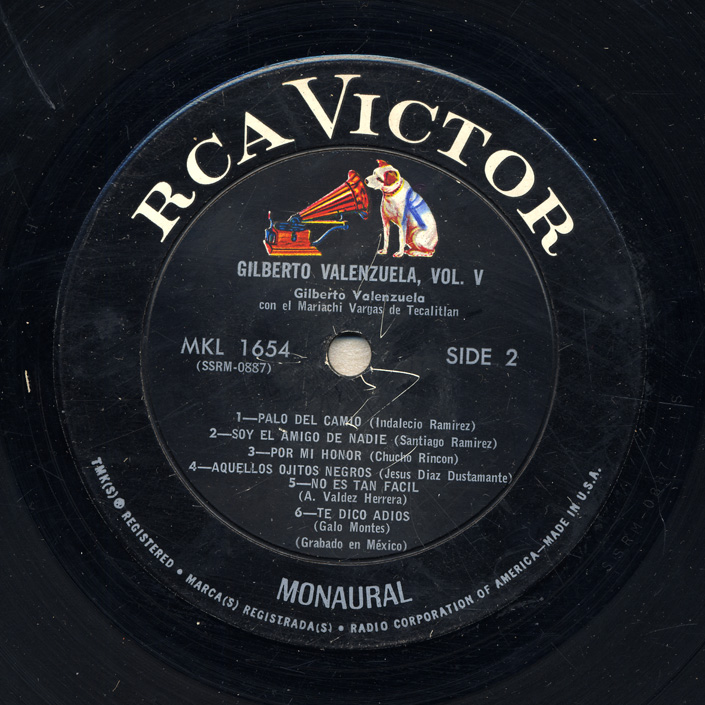 RCA VICTOR
GILBERTO VALENZUELA, VOL. V
Gilberto Valenzuela
con el Mariachi Vargas de Tecalitlan
MKL 1654
(SSRM-0887)
SIDE 2
1—PALO DEL CAMIO (Indalecio Ramirez)
2—SOY EL AMIGO DE NADIE (Santiago Ramirez)
3—POR MI HONOR (Chucho Rincon)
4—AQUELLOS OJITOS NEGROS (Jesus Diaz Dustamante)
5—NO ES TAN FACIL
(A. Valdez Herrera)
6—TE DICO ADIOS
(Galo Montes)
(Grabado en México)
MONAURAL
TMK(S) ® REGISTERED • MARCA(S) REGISTRADA(S) • RADIO CORPORATION OF AMERICA—MADE IN U.S.A.